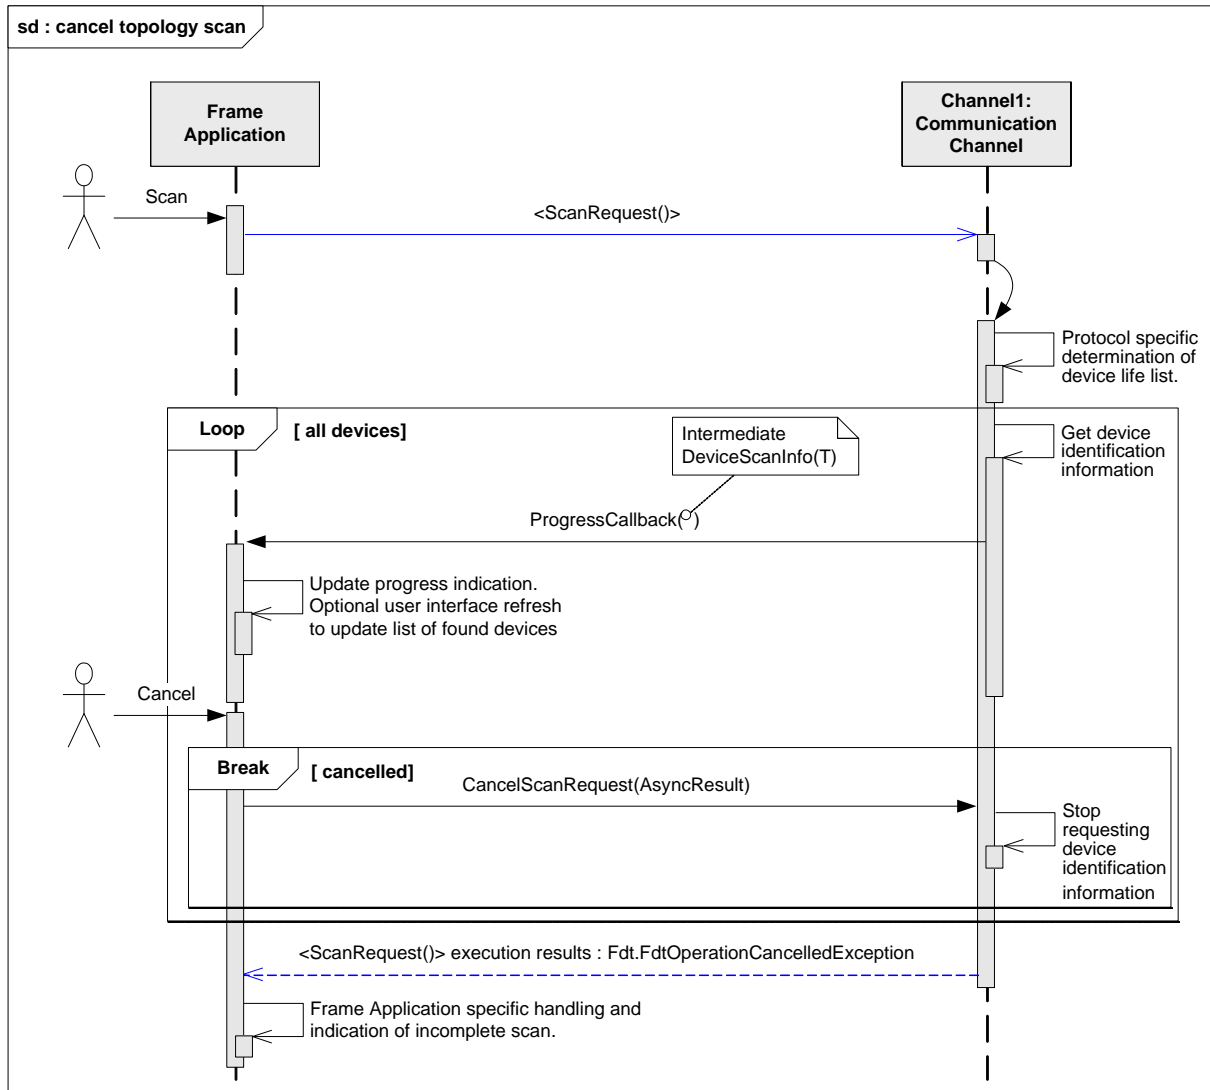 sd : cancel topology scan
Frame
Application
Channel1:
Communication
Channel
Scan
<ScanRequest()>
Protocol specific
determination of
device life list.
Loop
[ all devices]
Intermediate
DeviceScanInfo(T)
Get device
identification
information
ProgressCallback( )
Update progress indication.
Optional user interface refresh
to update list of found devices
Cancel
Break
[ cancelled]
CancelScanRequest(AsyncResult)
Stop
requesting
device
identification
information
<ScanRequest()> execution results : Fdt.FdtOperationCancelledException
Frame Application specific handling and
indication of incomplete scan.